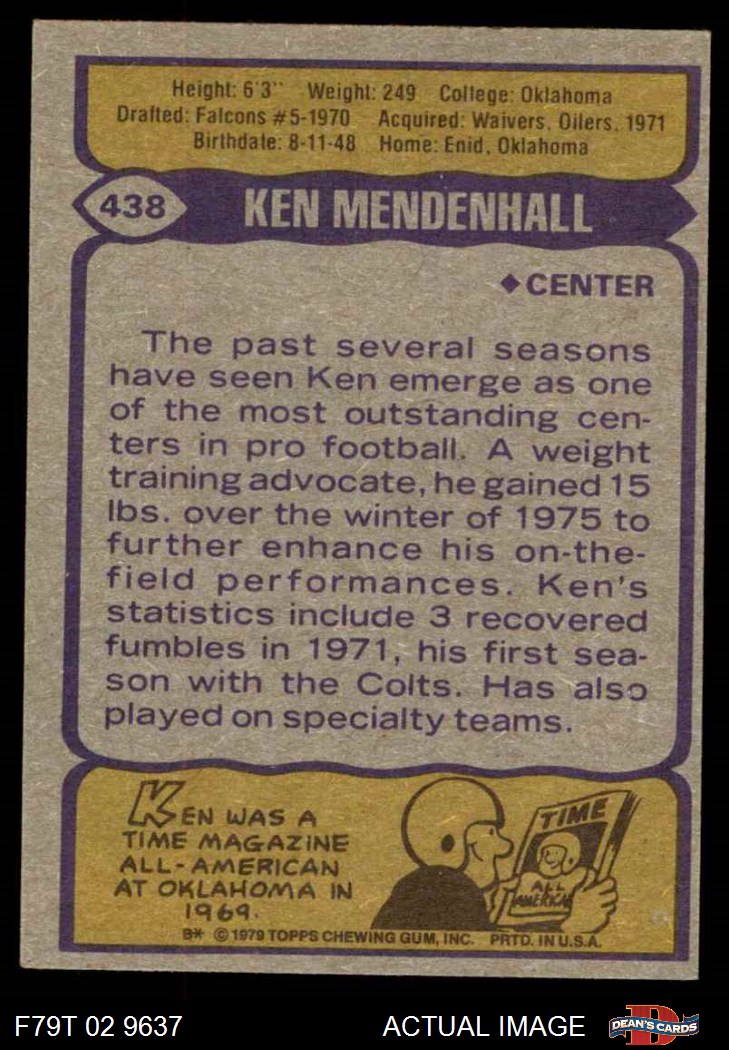 Height: 6'3" Weight: 249 College: Oklahoma
Drafted: Falcons #5-1970 Acquired: Waivers, Oilers, 1971
Birthdate: 8-11-48 Home: Enid, Oklahoma
438 KEN MENDENHALL
◆CENTER
The past several seasons
have seen Ken emerge as one
of the most outstanding cen-
ters in pro football. A weight
training advocate, he gained 15
lbs. over the winter of 1975 to
further enhance his on-the-
field performances. Ken's
statistics include 3 recovered
fumbles in 1971, his first sea-
son with the Colts. Has also
played on specialty teams.
KEN WAS A
TIME MAGAZINE
ALL-AMERICAN
AT OKLAHOMA IN
1969.
TIME
ALL
AMERICA
B* © 1979 TOPPS CHEWING GUM, INC. PRTD. IN U.S.A.
F79T 02 9637 ACTUAL IMAGE
D
DEAN'S CARDS